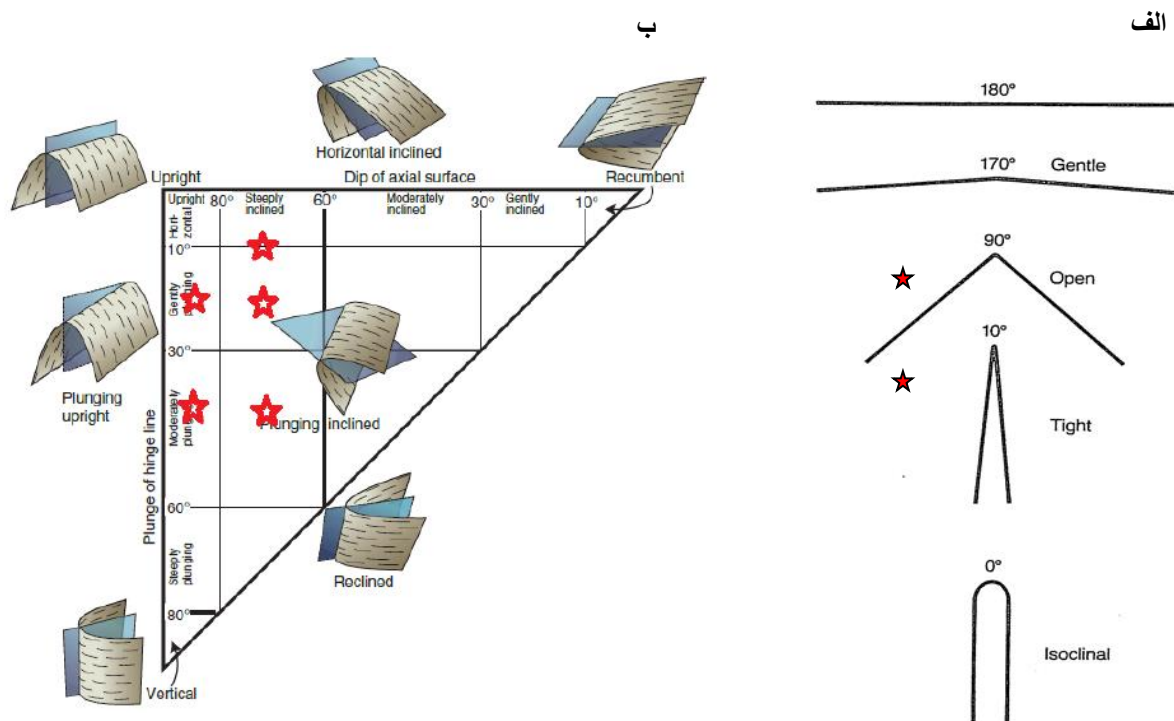 الف
180°
170°
Gentle
90°
Open
10°
Tight
0°
Isoclinal
ب
Horizontal inclined
Upright
Dip of axial surface
Recumbent
Upright
80°
Steeply
inclined
60°
Moderately
inclined
30°
Gently
inclined
10°
Hori-
zontal
10°
Gently
30°
Moderately
60°
Steeply
plunging
80°
Plunge of hinge line
Plunging
upright
Plunging inclined
Reclined
Vertical